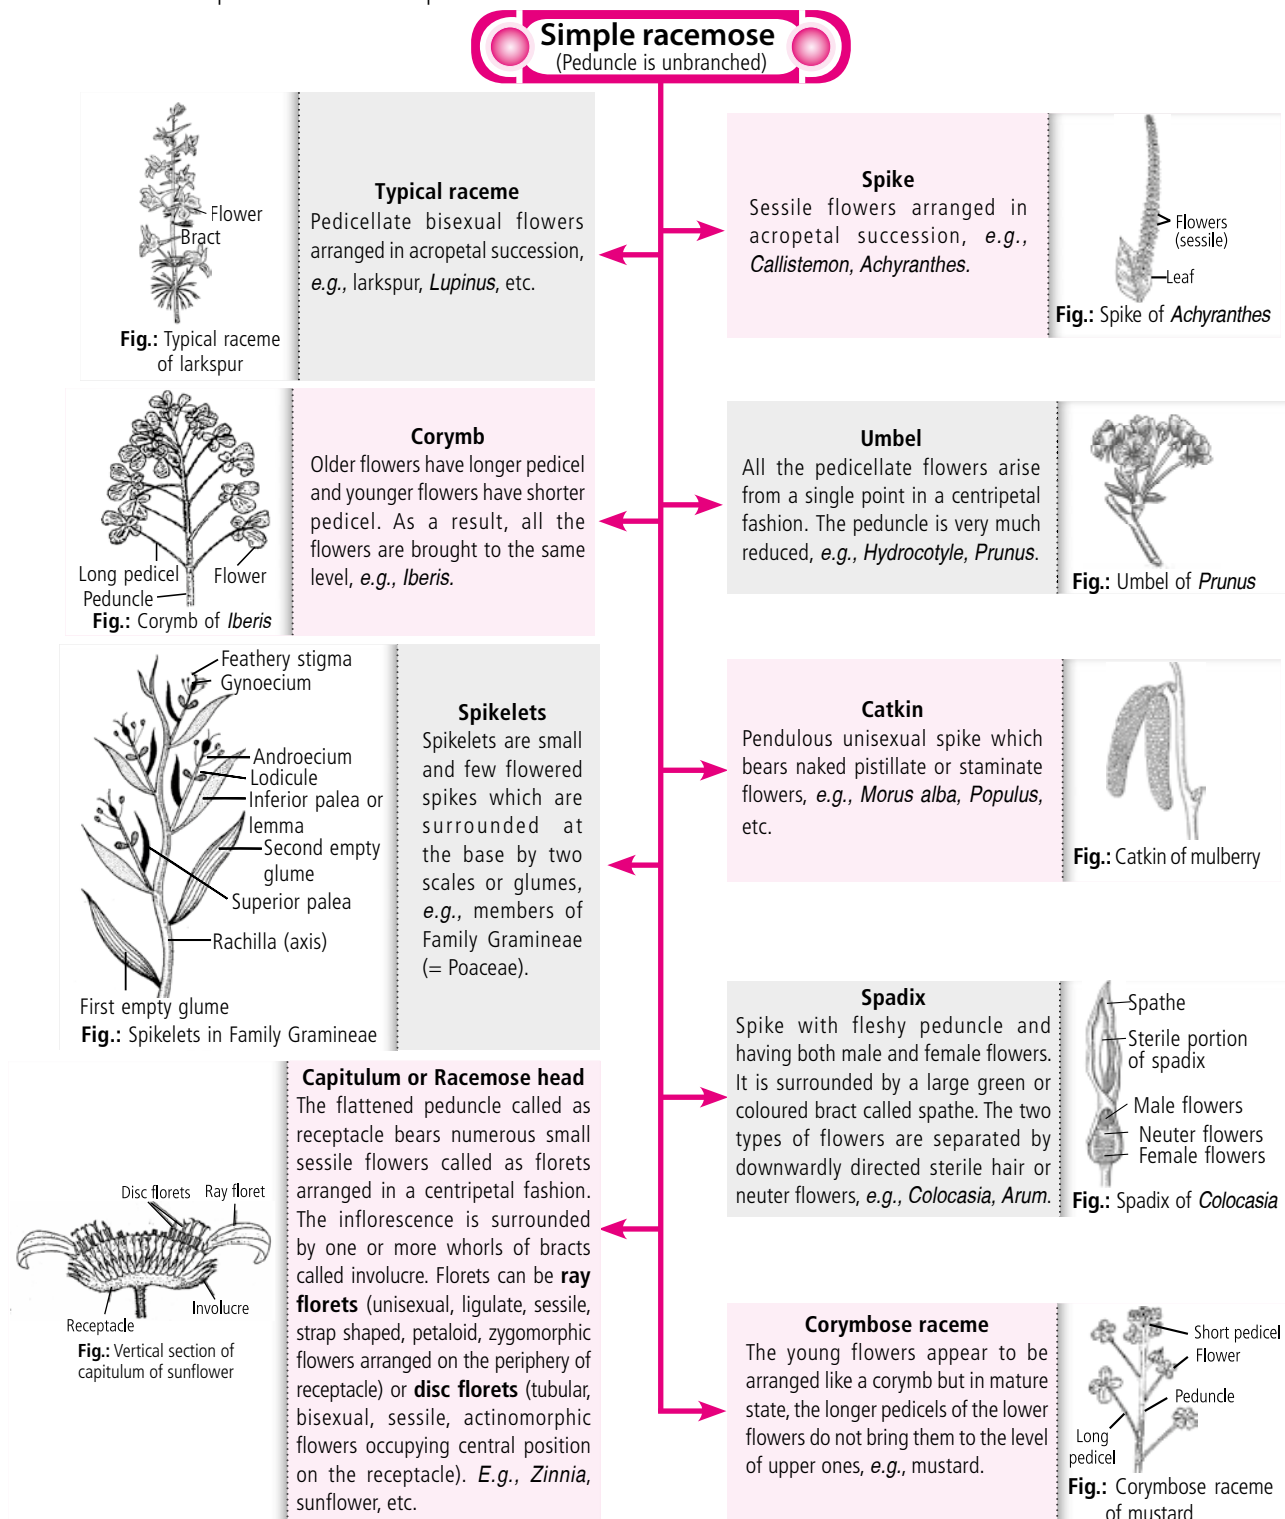 Simple racemose
(Peduncle is unbranched)
Flower
Bract
Fig.: Typical raceme
of larkspur
Typical raceme
Pedicellate bisexual flowers
arranged in acropetal succession,
e.g., larkspur, Lupinus, etc.
Spike
Sessile flowers arranged in
acropetal succession, e.g.,
Callistemon, Achyranthes.
Flowers
(sessile)
Leaf
Fig.: Spike of Achyranthes
Long pedicel
Flower
Peduncle
Fig.: Corymb of Iberis
Corymb
Older flowers have longer pedicel
and younger flowers have shorter
pedicel. As a result, all the
flowers are brought to the same
level, e.g., Iberis.
Umbel
All the pedicellate flowers arise
from a single point in a centripetal
fashion. The peduncle is very much
reduced, e.g., Hydrocotyle, Prunus.
Fig.: Umbel of Prunus
Feathery stigma
Gynoecium
Androecium
Lodicule
Inferior palea or
lemma
Second empty
glume
Superior palea
Rachilla (axis)
First empty glume
Fig.: Spikelets in Family Gramineae
Spikelets
Spikelets are small
and few flowered
spikes which are
surrounded at
the base by two
scales or glumes,
e.g., members of
Family Gramineae
(= Poaceae).
Catkin
Pendulous unisexual spike which
bears naked pistillate or staminate
flowers, e.g., Morus alba, Populus,
etc.
Fig.: Catkin of mulberry
Spadix
Spike with fleshy peduncle and
having both male and female flowers.
It is surrounded by a large green or
coloured bract called spathe. The two
types of flowers are separated by
downwardly directed sterile hair or
neuter flowers, e.g., Colocasia, Arum.
Spathe
Sterile portion
of spadix
Male flowers
Neuter flowers
Female flowers
Fig.: Spadix of Colocasia
Disc florets
Ray floret
Involucre
Receptacle
Fig.: Vertical section of
capitulum of sunflower
Capitulum or Racemose head
The flattened peduncle called as
receptacle bears numerous small
sessile flowers called as florets
arranged in a centripetal fashion.
The inflorescence is surrounded
by one or more whorls of bracts
called involucre. Florets can be ray
florets (unisexual, ligulate, sessile,
strap shaped, petaloid, zygomorphic
flowers arranged on the periphery of
receptacle) or disc florets (tubular,
bisexual, sessile, actinomorphic
flowers occupying central position
on the receptacle). E.g., Zinnia,
sunflower, etc.
Corymbose raceme
The young flowers appear to be
arranged like a corymb but in mature
state, the longer pedicels of the lower
flowers do not bring them to the level
of upper ones, e.g., mustard.
Short pedicel
Flower
Peduncle
Long
pedicel
Fig.: Corymbose raceme
of mustard